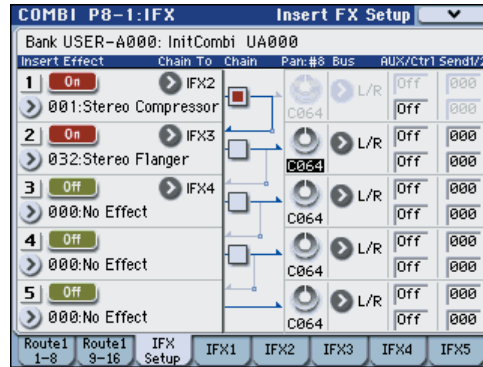 COMBI P8-1:IFX Insert FX Setup
Bank USER-A000: InitCombi UA000
Insert Effect Chain To Chain Pan:#8 Bus AUX/Ctrl Send1/2
1 On IFX2 L/R Off 000
001:Stereo Compressor C064 Off 000
2 On IFX3 L/R Off 000
032:Stereo Flanger C064 Off 000
3 Off IFX4 L/R Off 000
000:No Effect C064 Off 000
4 Off L/R Off 000
000:No Effect C064 Off 000
5 Off L/R Off 000
000:No Effect C064 Off 000
Route1 1-8 Route1 9-16 IFX Setup IFX1 IFX2 IFX3 IFX4 IFX5